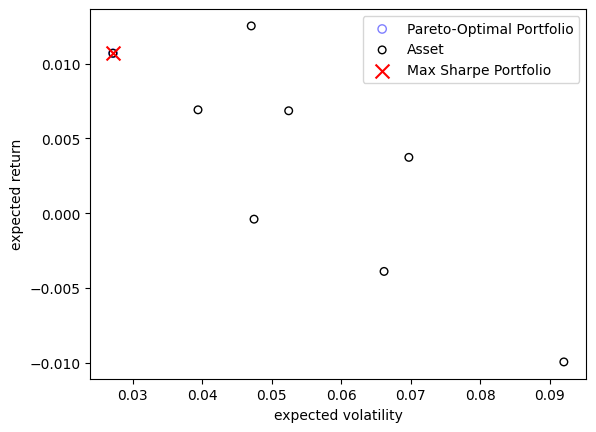 Pareto-Optimal Portfolio
Asset
Max Sharpe Portfolio
expected return
0.010
0.005
0.000
−0.005
−0.010
0.03 0.04 0.05 0.06 0.07 0.08 0.09
expected volatility